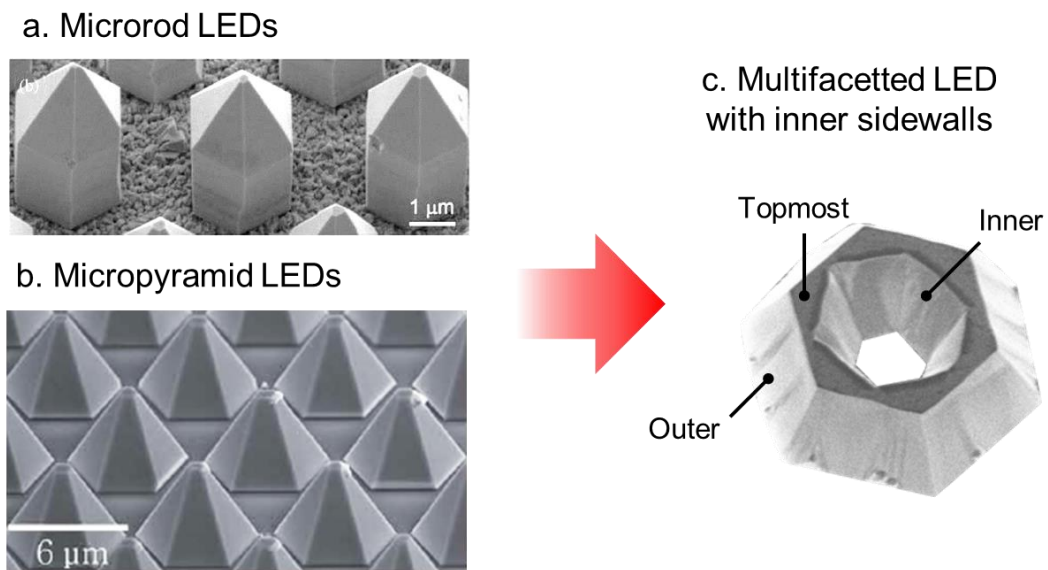 a. Microrod LEDs
(b)
1 μm
b. Micropyramid LEDs
6 μm
c. Multifacetted LED
with inner sidewalls
Topmost
Inner
Outer